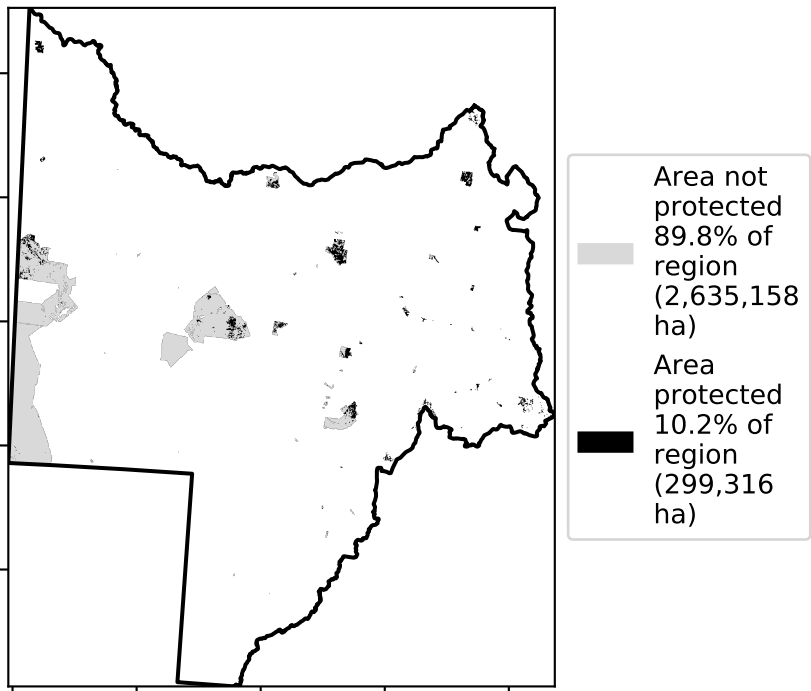 Area not
protected
89.8% of
region
(2,635,158
ha)
Area
protected
10.2% of
region
(299,316
ha)